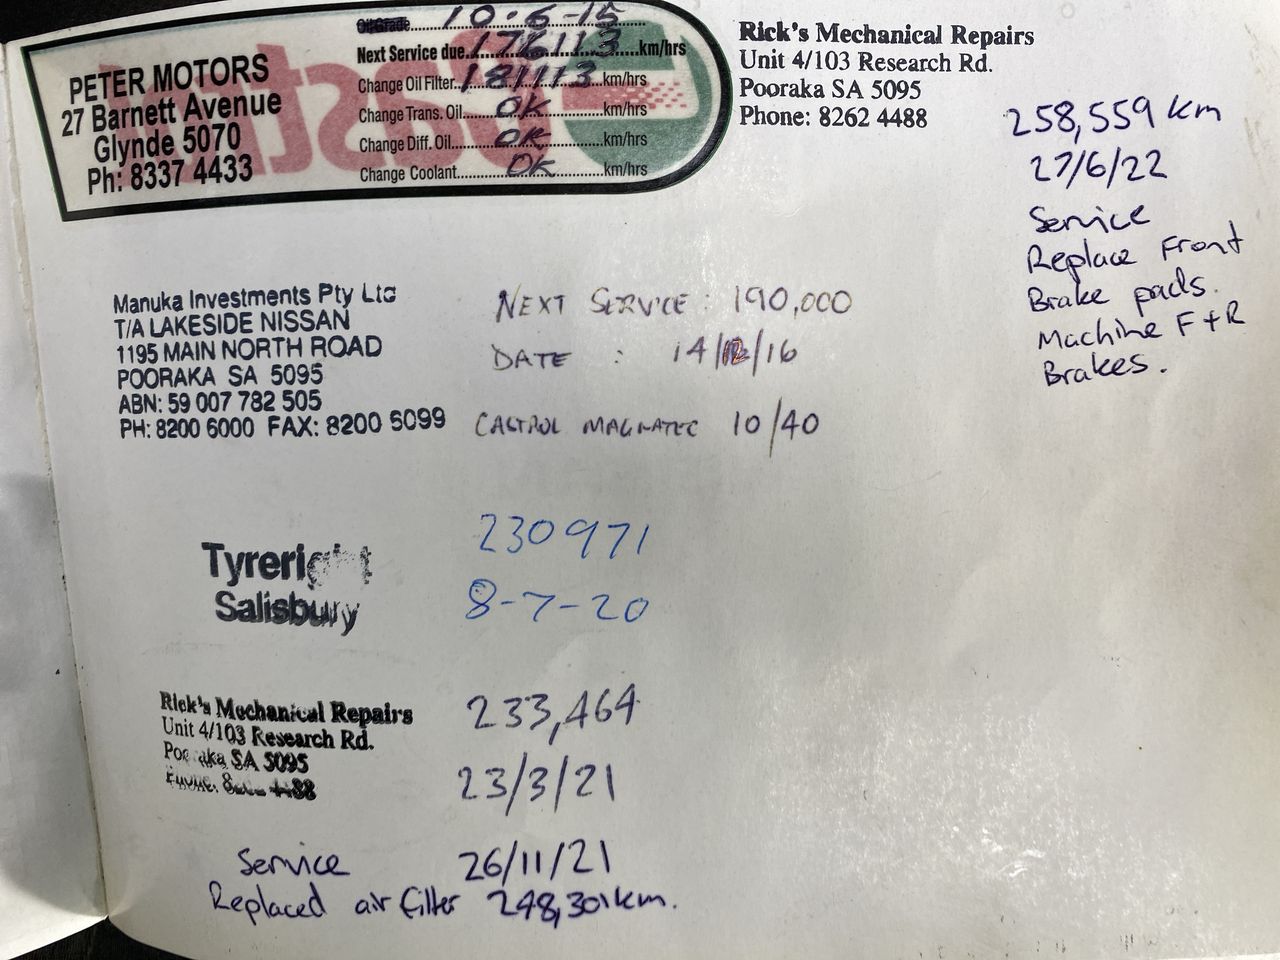 PETER MOTORS
27 Barnett Avenue
Glynde 5070
Ph: 8337 4433
Oil Grade 10-6-15
Next Service due 176113 km/hrs
Change Oil Filter 181113 km/hrs
Change Trans. Oil OK km/hrs
Change Diff. Oil OK km/hrs
Change Coolant OK km/hrs
Rick's Mechanical Repairs
Unit 4/103 Research Rd.
Pooraka SA 5095
Phone: 8262 4488
258,559 km
27/6/22
Service
Replace Front
Brake pads.
Machine F+R
Brakes.
Manuka Investments Pty Ltd
T/A LAKESIDE NISSAN
1195 MAIN NORTH ROAD
POORAKA SA 5095
ABN: 59 007 782 505
PH: 8200 6000 FAX: 8200 5099
NEXT SERVICE : 190,000
DATE : 14/12/16
CASTROL MAGNATEC 10/40
Tyreright
Salisbury
230971
8-7-20
Rick's Mechanical Repairs
Unit 4/103 Research Rd.
Pooraka SA 5095
Phone: 8262 4488
233,464
23/3/21
Service 26/11/21
Replaced air filter 248,301km.